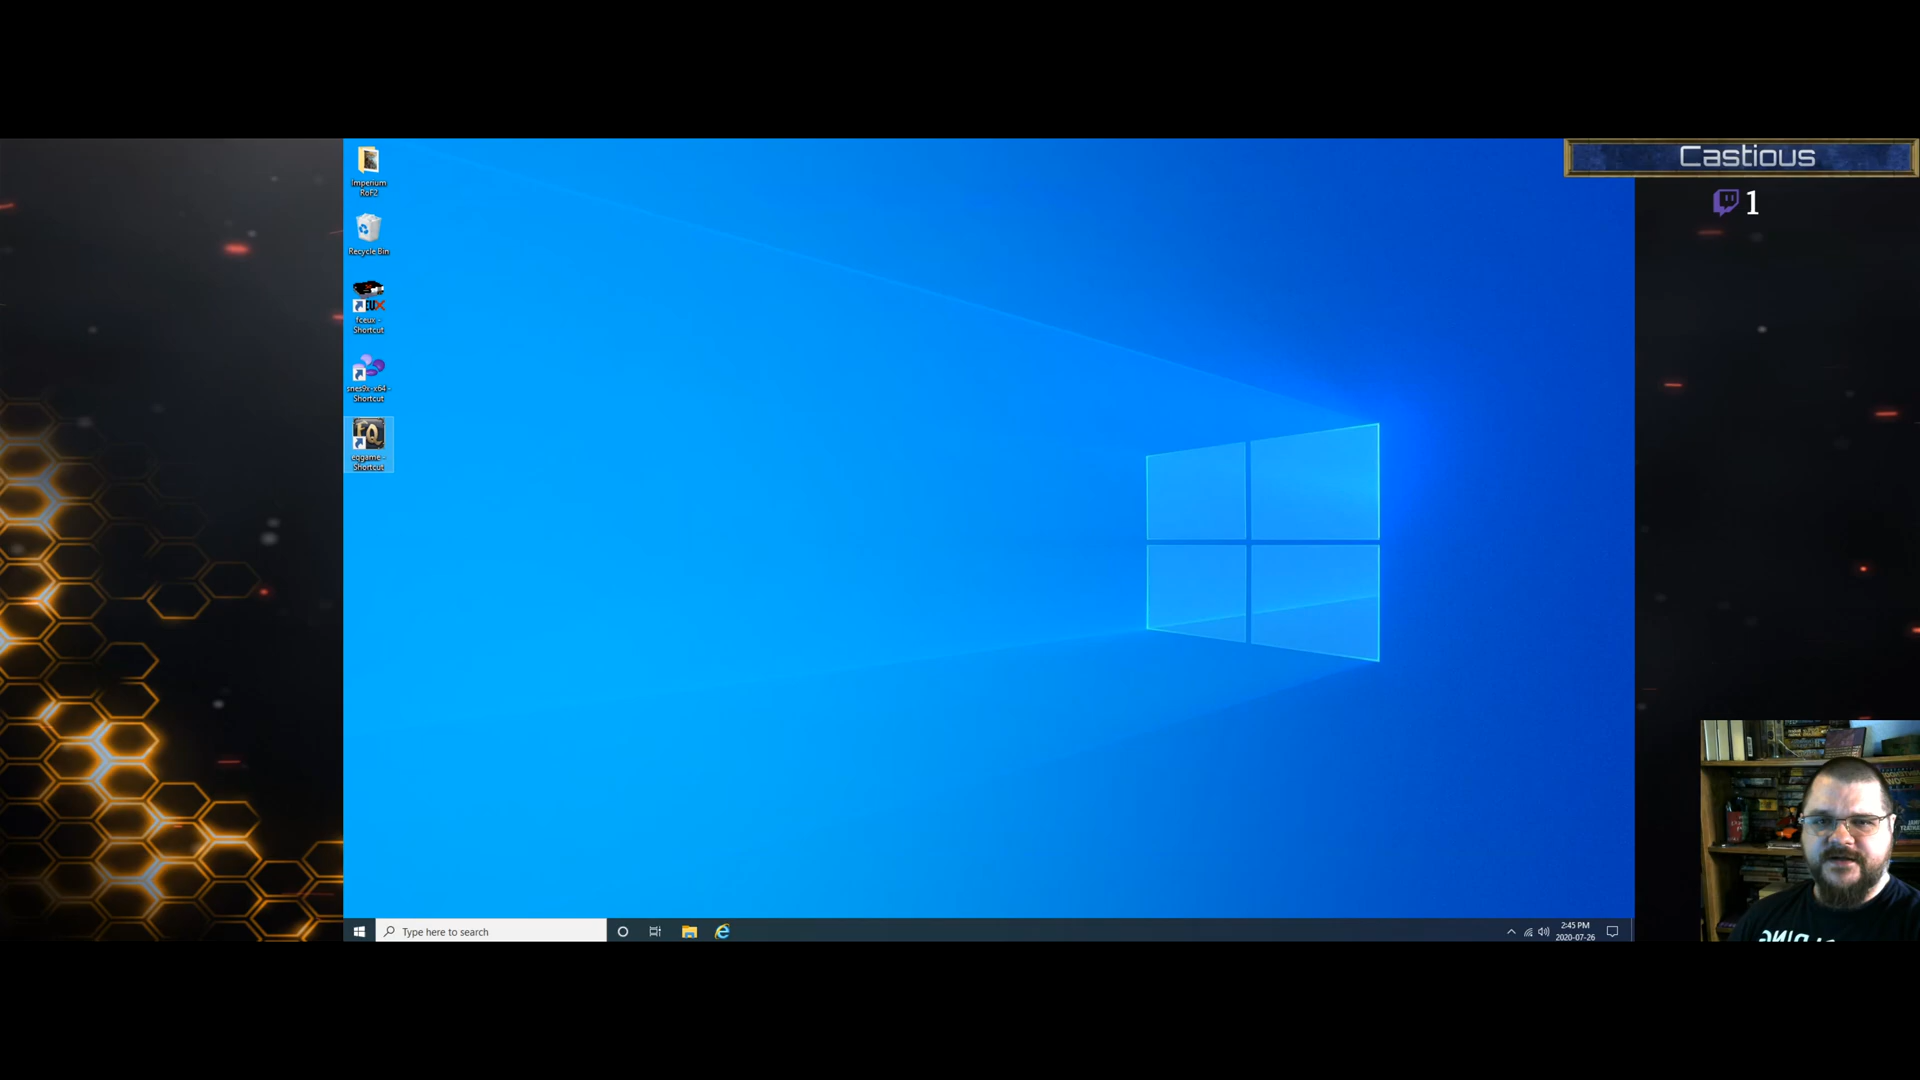 Castious
1
Imperium
RoF2
Recycle Bin
fceux -
Shortcut
snes9x-x64 -
Shortcut
EQ
eqgame -
Shortcut
Type here to search
2:45 PM
2020-07-26